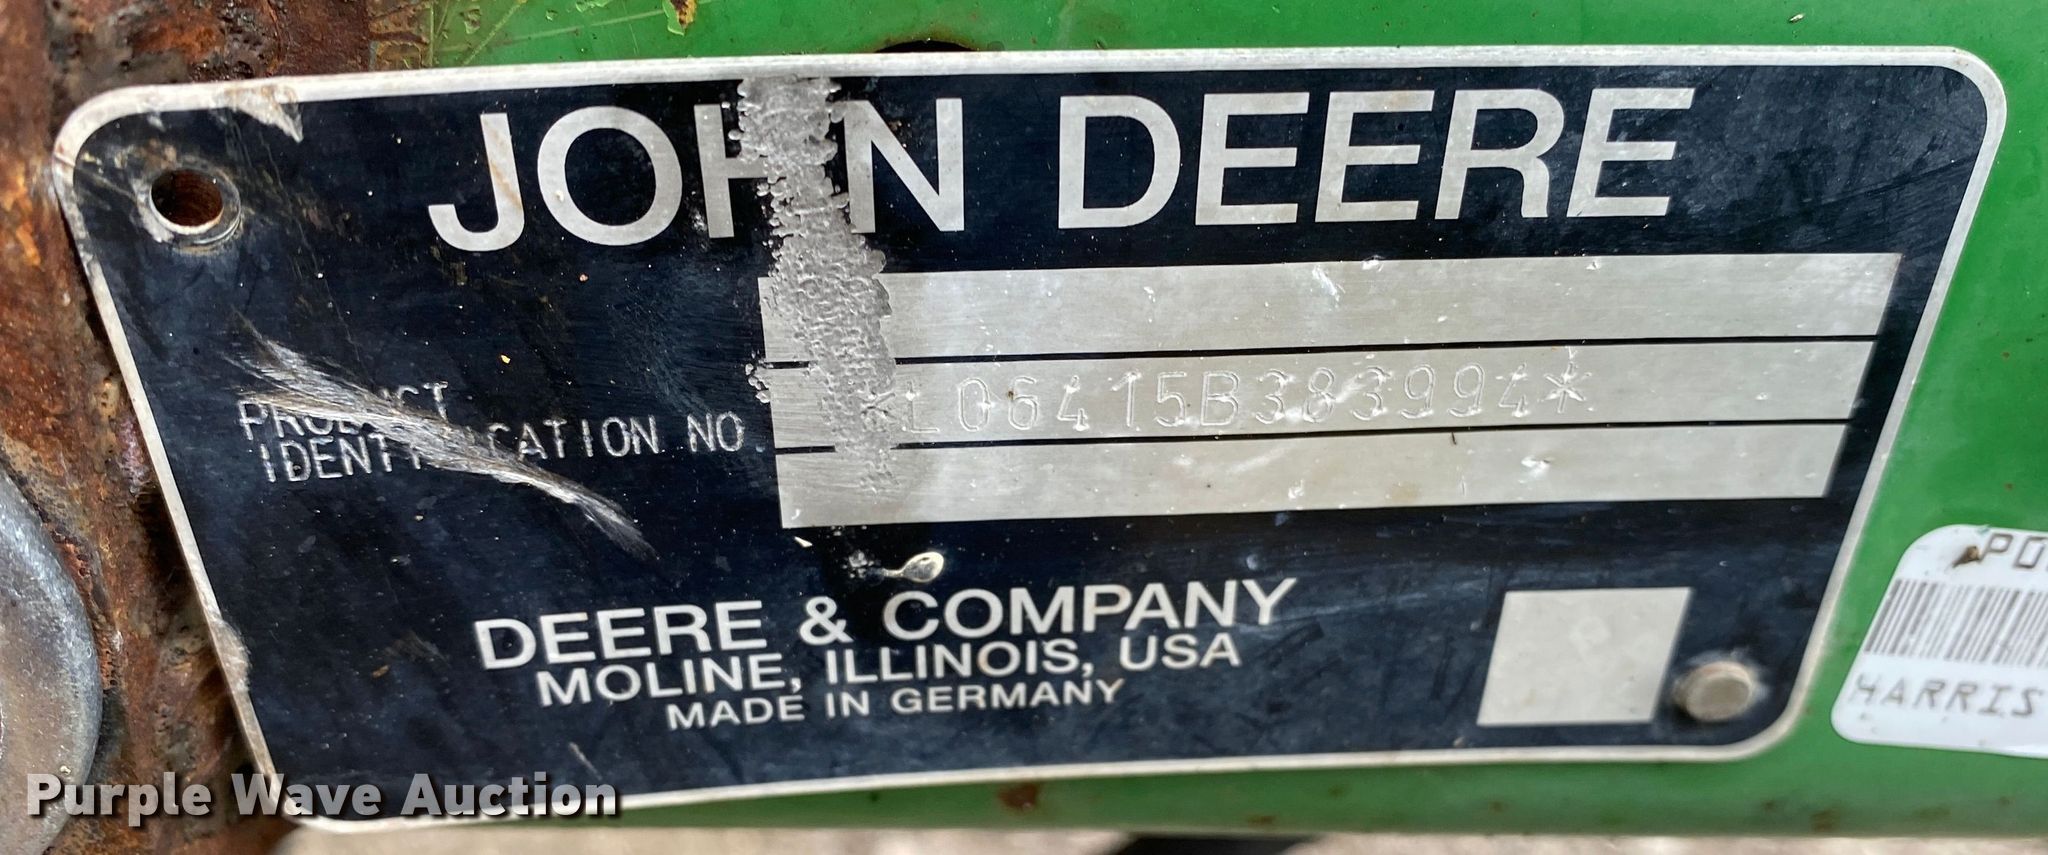 JOHN DEERE
PRODUCT
IDENTIFICATION NO.
*L06415B383994*
DEERE & COMPANY
MOLINE, ILLINOIS, USA
MADE IN GERMANY
HARRIS
Purple Wave Auction